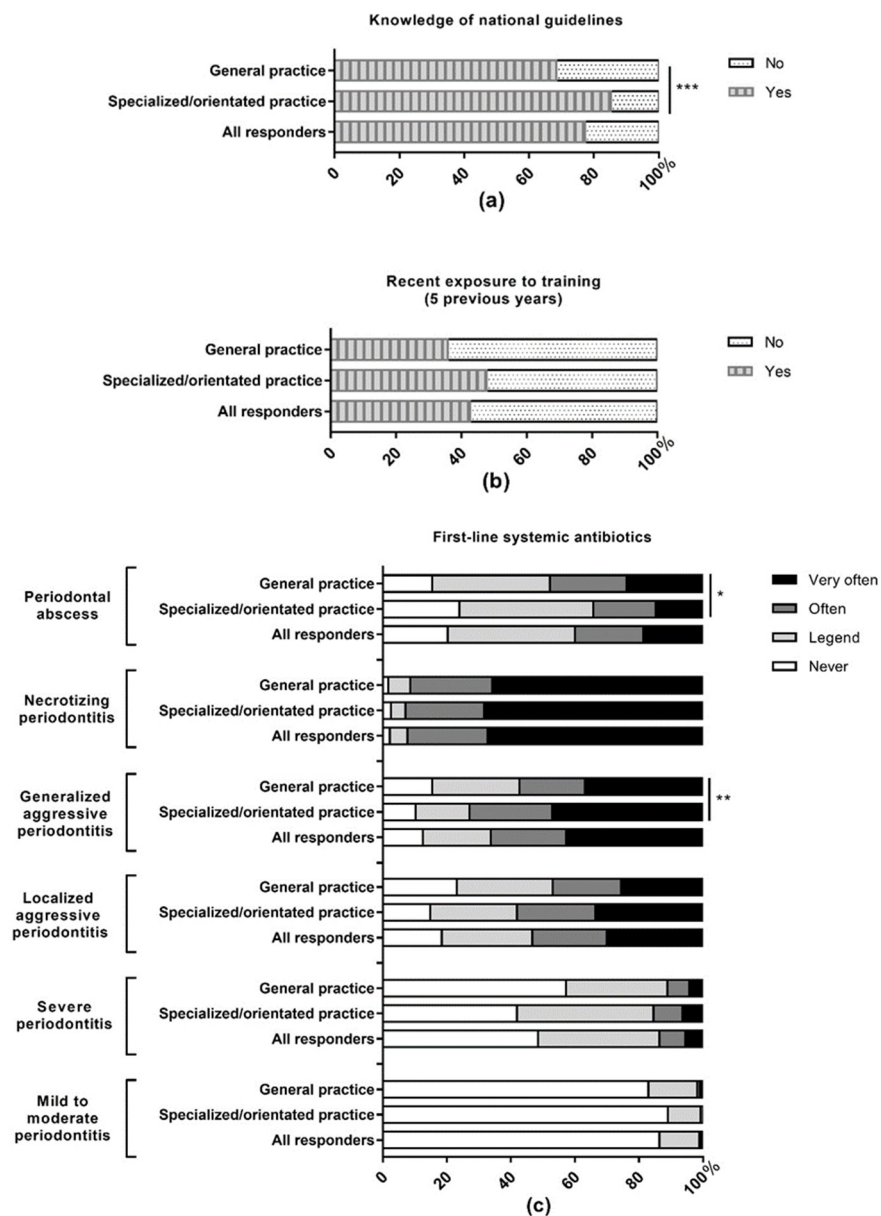 Knowledge of national guidelines
General practice
Specialized/orientated practice
All responders
No
Yes
***
0 20 40 60 80 100%
(a)
Recent exposure to training
(5 previous years)
General practice
Specialized/orientated practice
All responders
No
Yes
0 20 40 60 80 100%
(b)
First-line systemic antibiotics
Very often
Often
Legend
Never
Periodontal
abscess
General practice
Specialized/orientated practice
All responders
*
Necrotizing
periodontitis
General practice
Specialized/orientated practice
All responders
Generalized
aggressive
periodontitis
General practice
Specialized/orientated practice
All responders
**
Localized
aggressive
periodontitis
General practice
Specialized/orientated practice
All responders
Severe
periodontitis
General practice
Specialized/orientated practice
All responders
Mild to
moderate
periodontitis
General practice
Specialized/orientated practice
All responders
0 20 40 60 80 100%
(c)